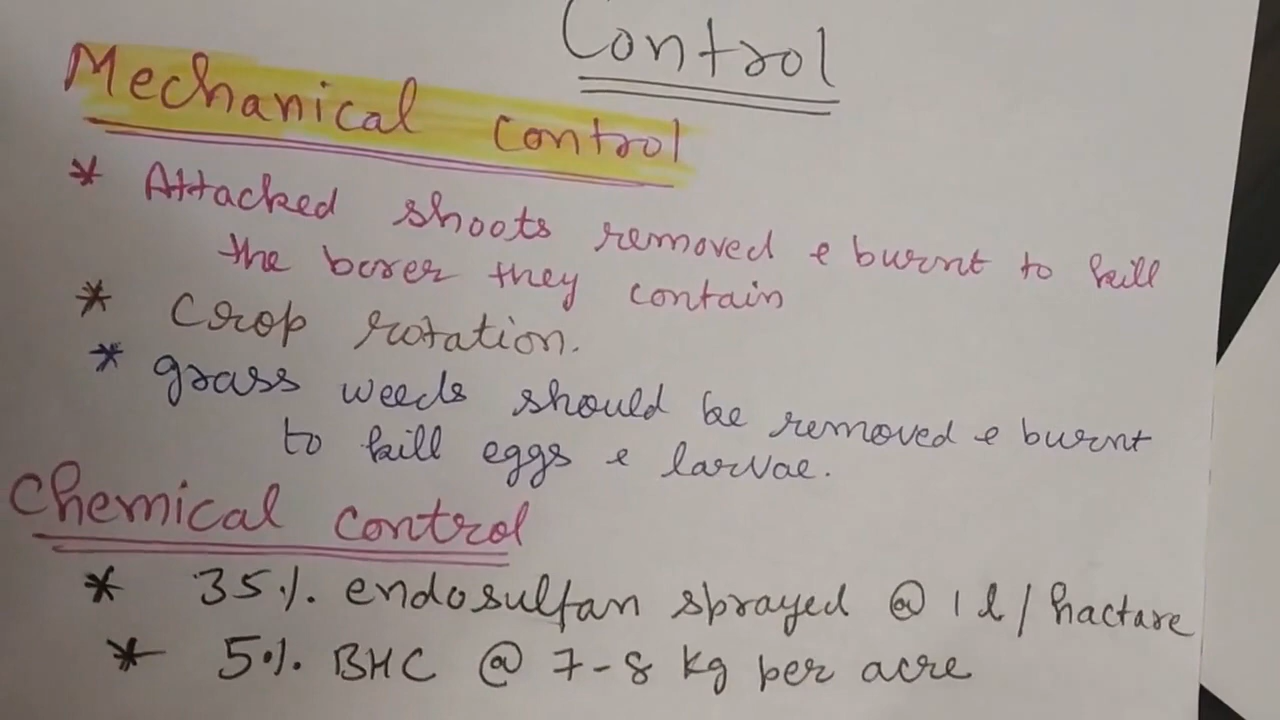 Control
Mechanical control
* Attacked shoots removed & burnt to kill
the borer they contain
* Crop rotation.
* grass weeds should be removed & burnt
to kill eggs & larvae.
Chemical control
* 35%. endosulfan sprayed @ 1 l / hactare
* 5%. BHC @ 7-8 kg per acre